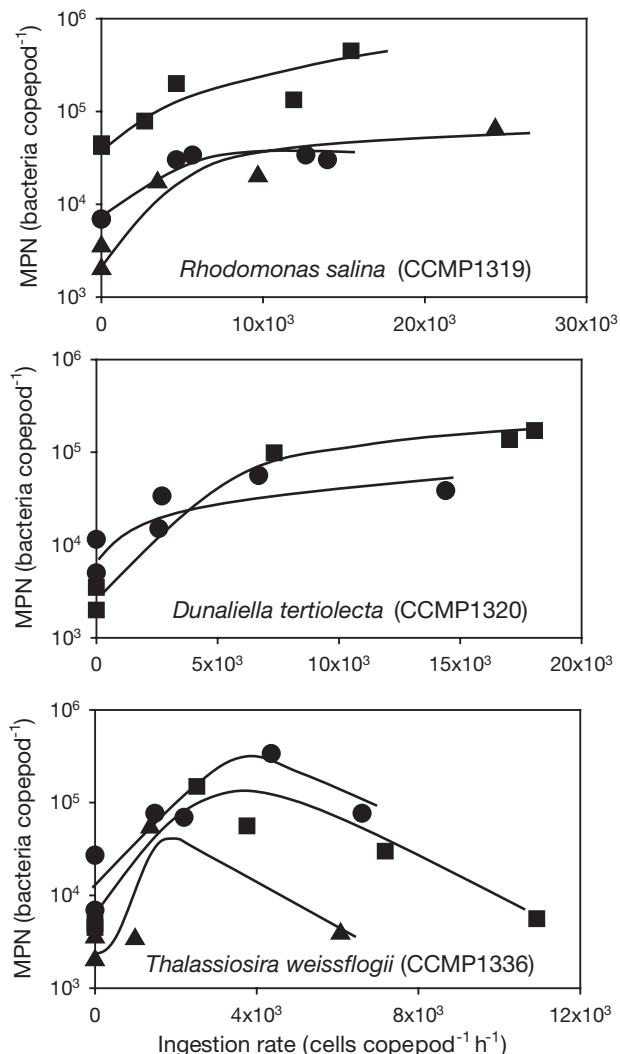 10⁶
10⁵
10⁴
10³
MPN (bacteria copepod⁻¹)
Rhodomonas salina (CCMP1319)
0 10x10³ 20x10³ 30x10³
10⁶
10⁵
10⁴
10³
MPN (bacteria copepod⁻¹)
Dunaliella tertiolecta (CCMP1320)
0 5x10³ 10x10³ 15x10³ 20x10³
10⁶
10⁵
10⁴
10³
MPN (bacteria copepod⁻¹)
Thalassiosira weissflogii (CCMP1336)
0 4x10³ 8x10³ 12x10³
Ingestion rate (cells copepod⁻¹ h⁻¹)